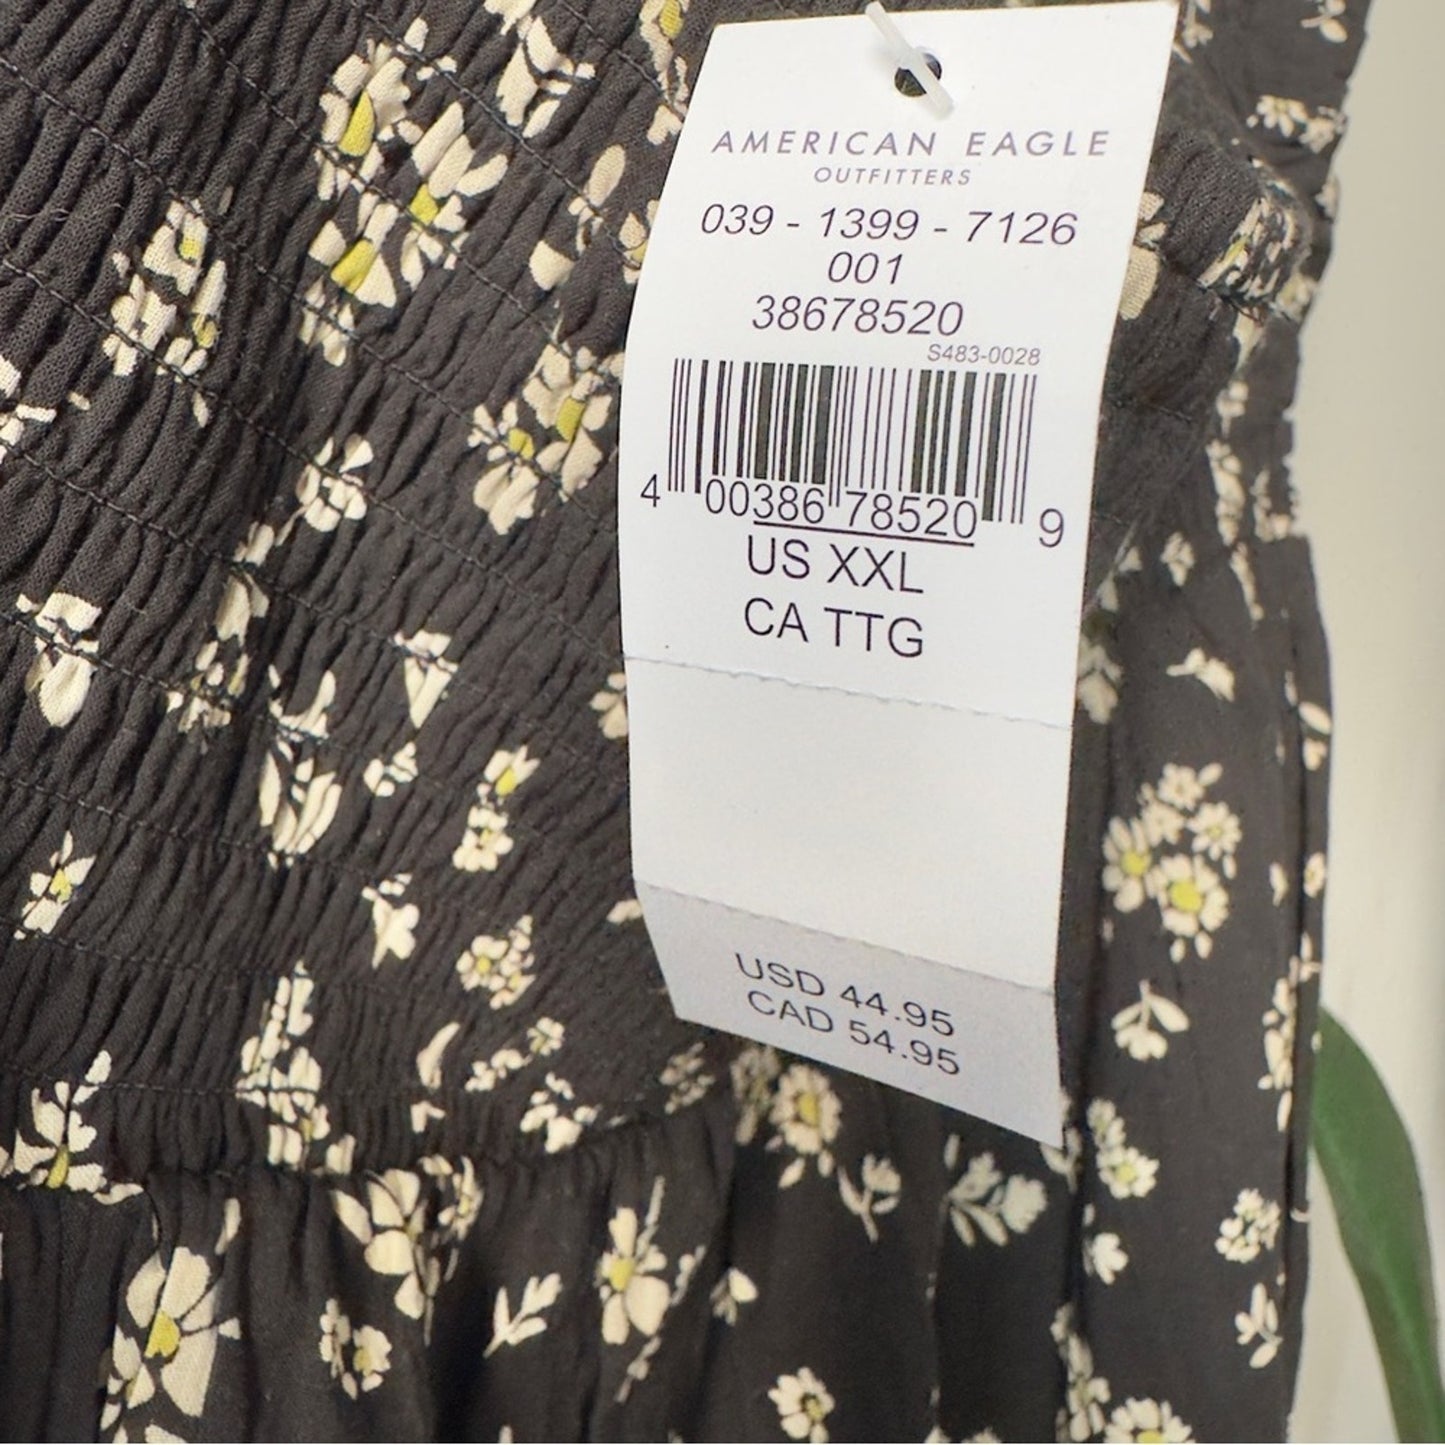 AMERICAN EAGLE
OUTFITTERS
039 - 1399 - 7126
001
38678520
S483-0028
4 00386 78520 9
US XXL
CA TTG
USD 44.95
CAD 54.95